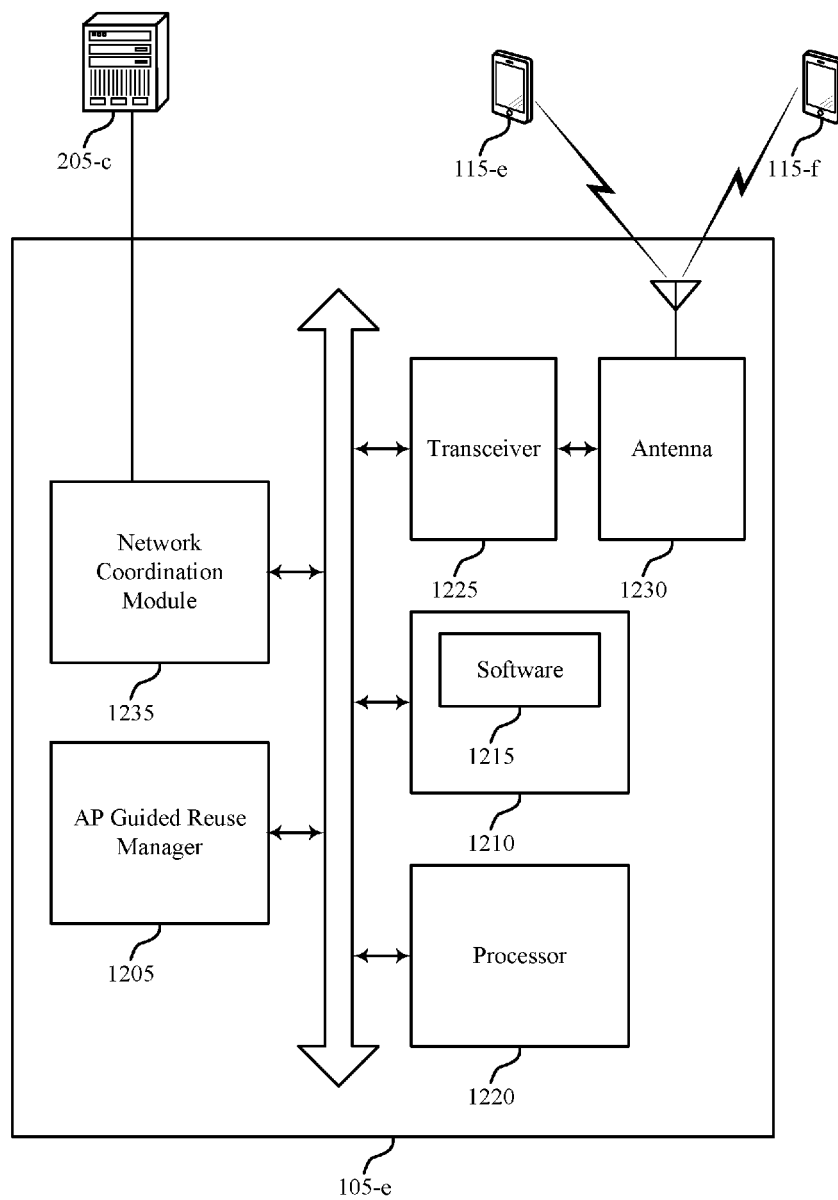 205-c
115-e
115-f
Transceiver
Antenna
1225
1230
Network
Coordination
Module
1235
Software
1215
1210
AP Guided Reuse
Manager
1205
Processor
1220
105-e